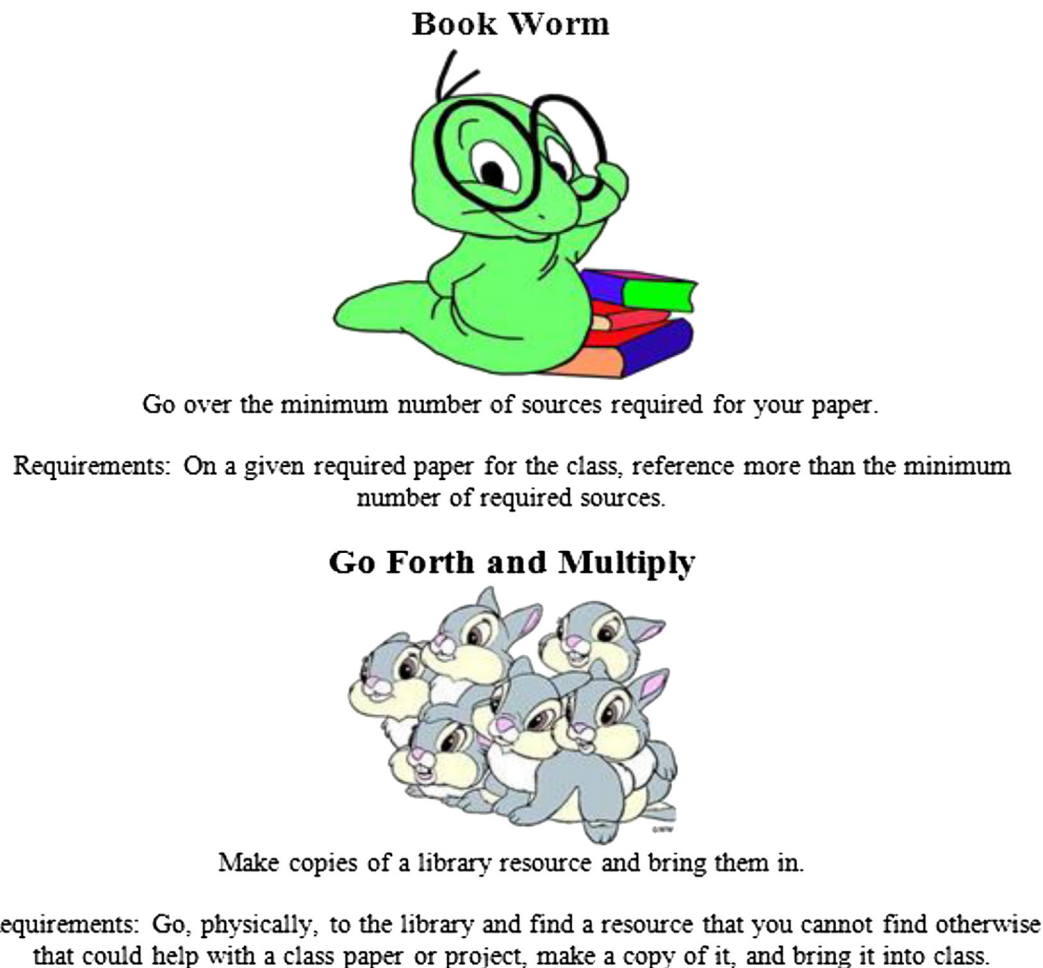 Book Worm
Go over the minimum number of sources required for your paper.
Requirements: On a given required paper for the class, reference more than the minimum
number of required sources.
Go Forth and Multiply
Make copies of a library resource and bring them in.
equirements: Go, physically, to the library and find a resource that you cannot find otherwise
that could help with a class paper or project, make a copy of it, and bring it into class.